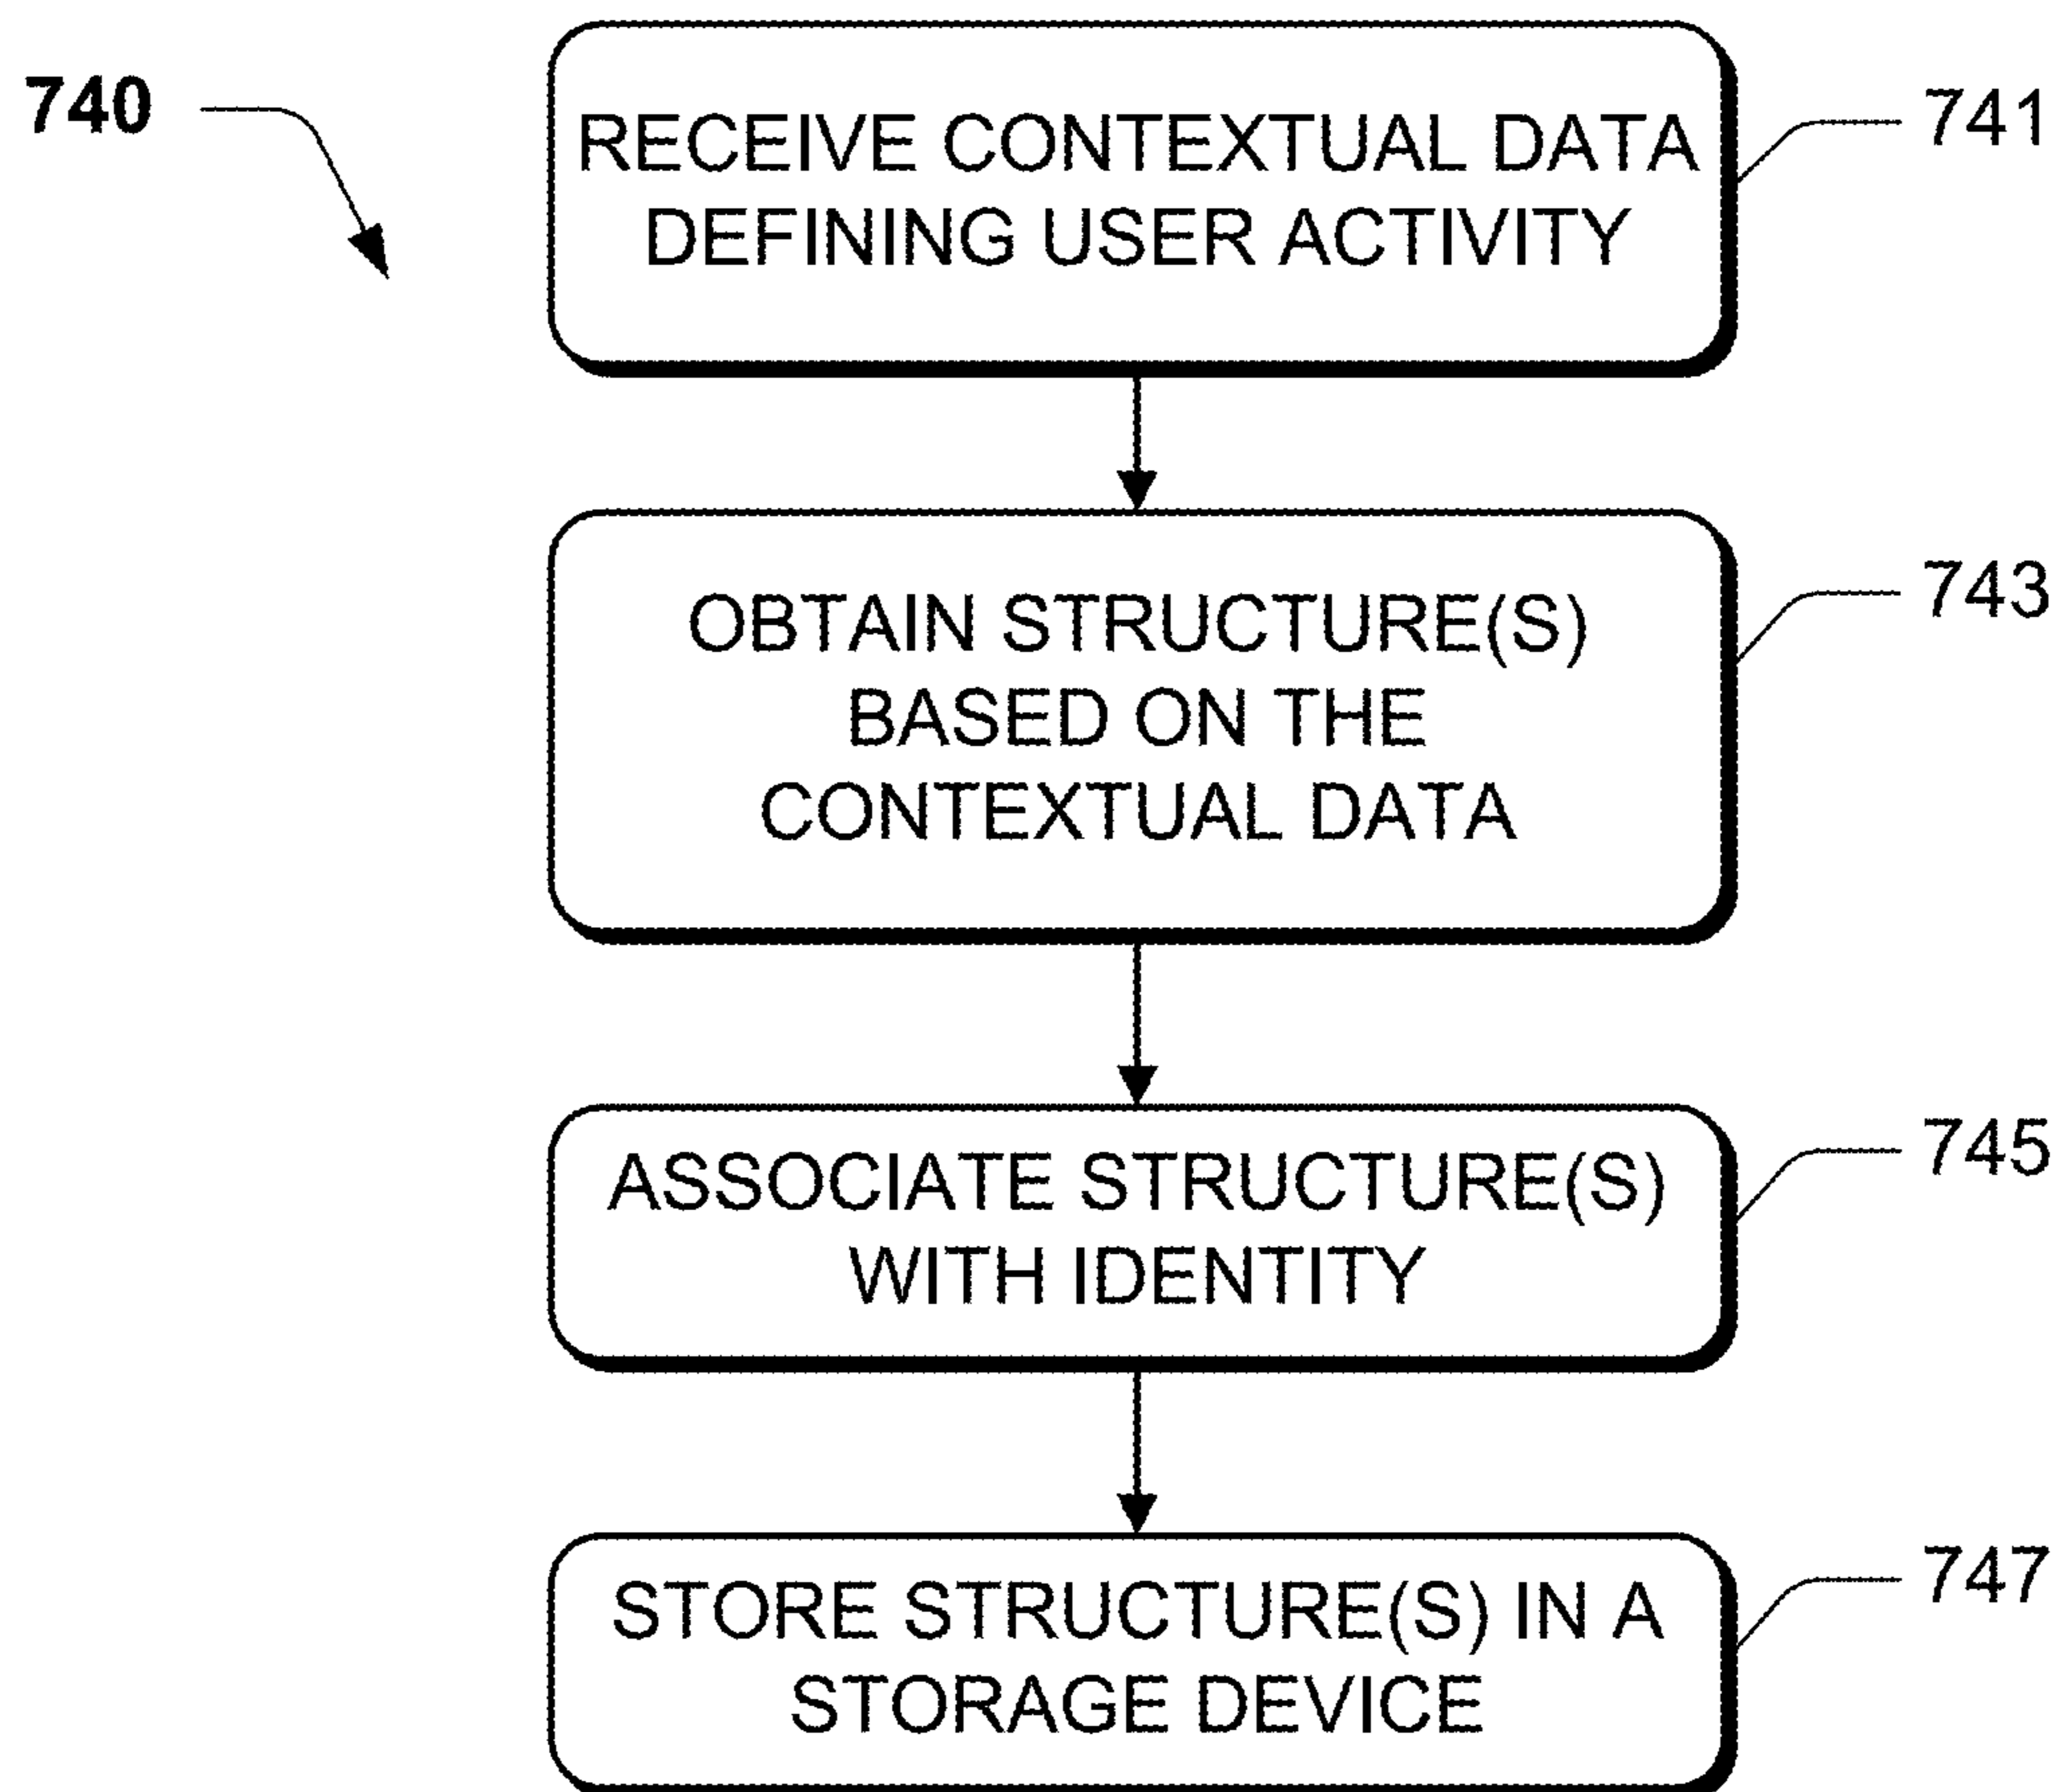 740
RECEIVE CONTEXTUAL DATA
DEFINING USER ACTIVITY
741
OBTAIN STRUCTURE(S)
BASED ON THE
CONTEXTUAL DATA
743
ASSOCIATE STRUCTURE(S)
WITH IDENTITY
745
STORE STRUCTURE(S) IN A
STORAGE DEVICE
747